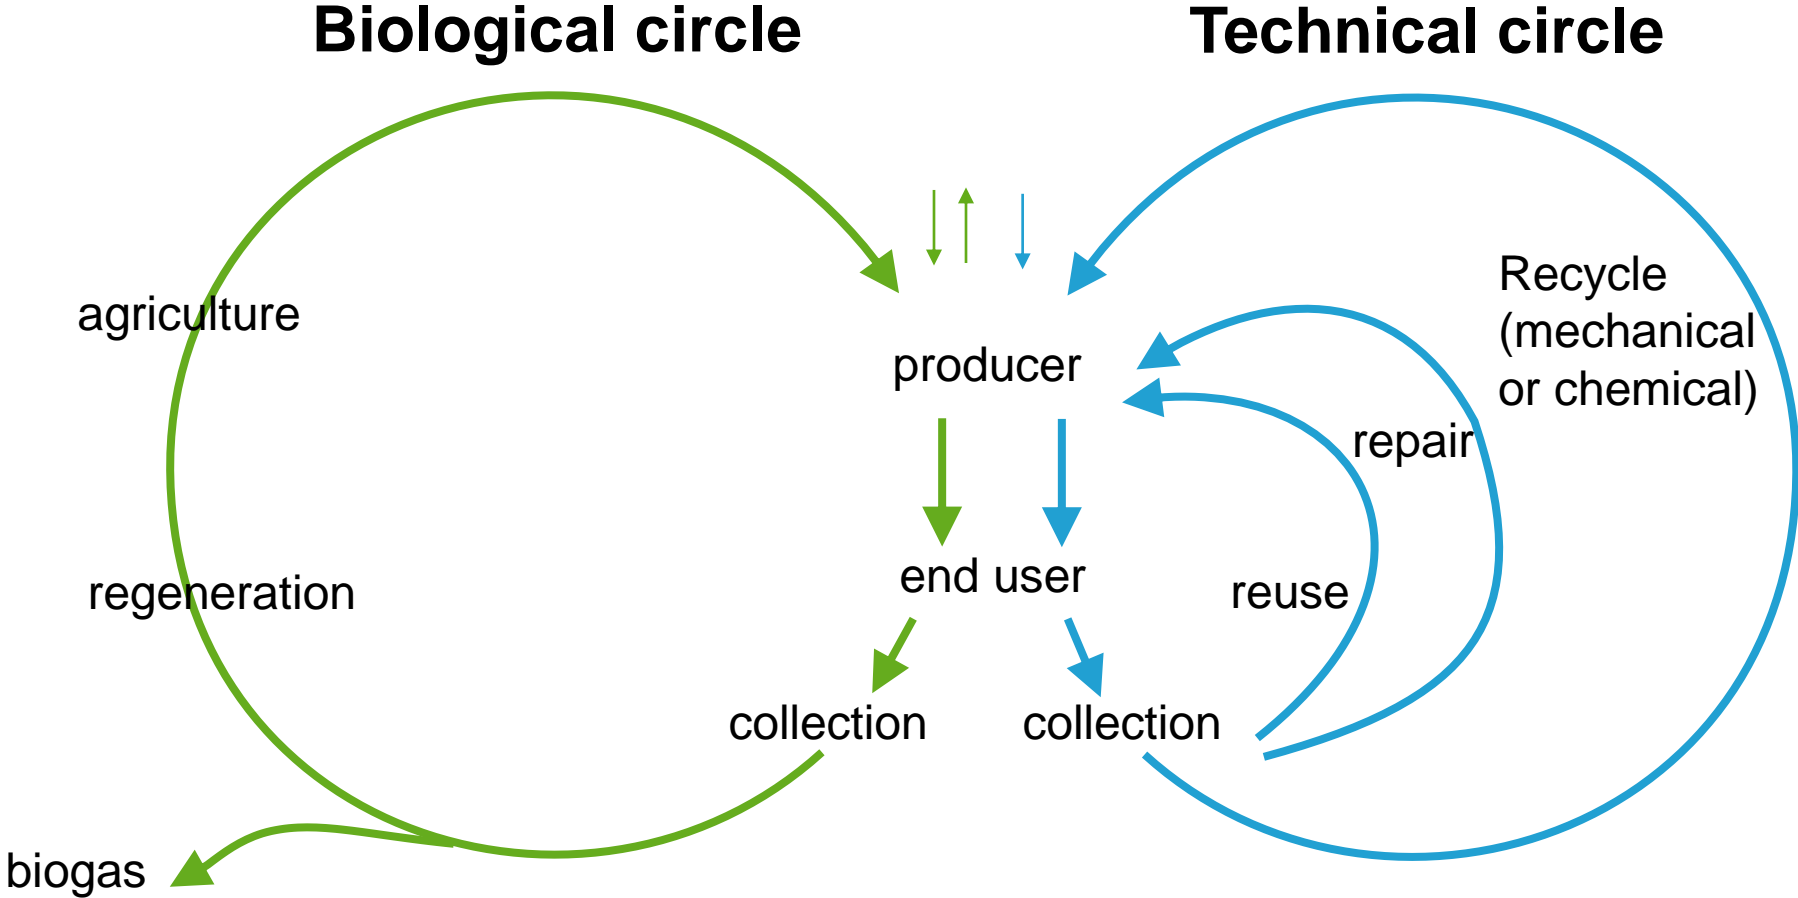 Biological circle
Technical circle
agriculture
Recycle
(mechanical
or chemical)
producer
repair
regeneration
end user
reuse
collection
collection
biogas